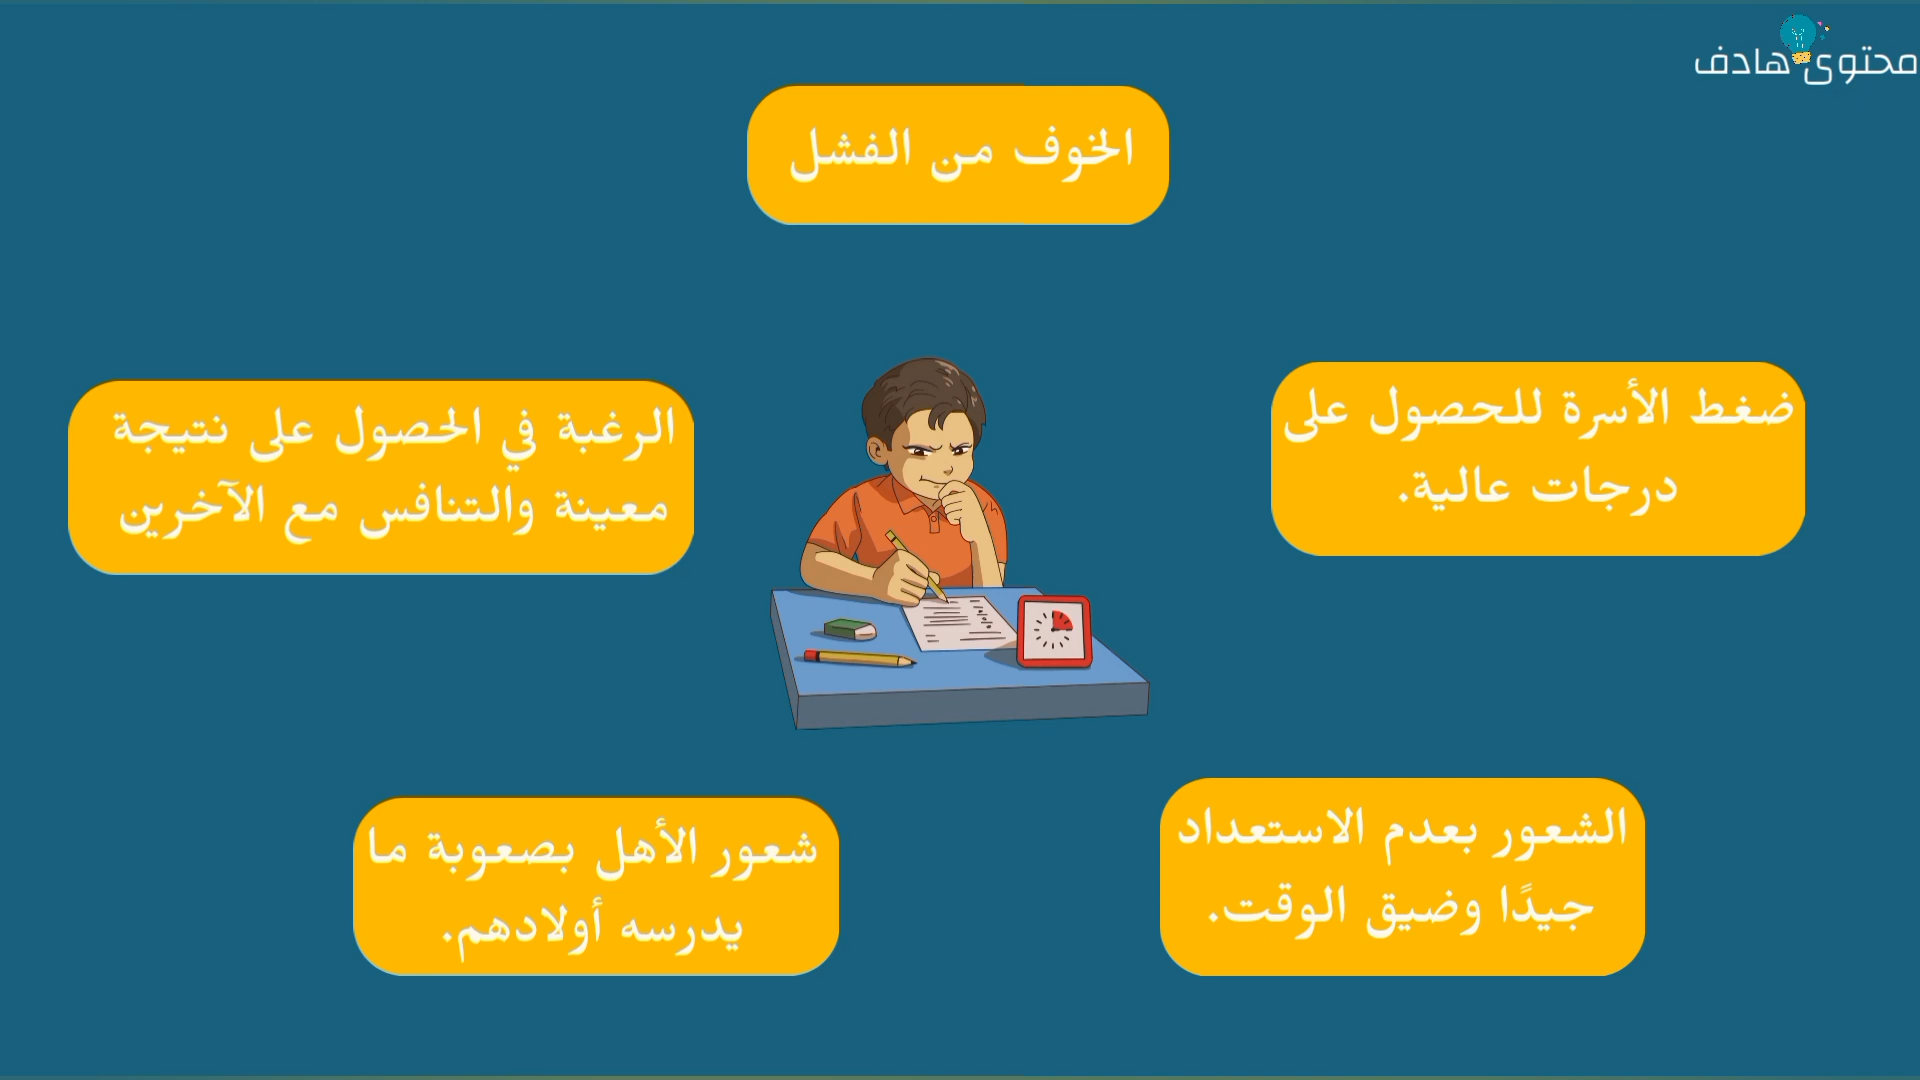 محتوى هادف
الخوف من الفشل
ضغط الأسرة للحصول على
درجات عالية.
الرغبة في الحصول على نتيجة
معينة والتنافس مع الآخرين
الشعور بعدم الاستعداد
جيدًا وضيق الوقت.
شعور الأهل بصعوبة ما
يدرسه أولادهم.